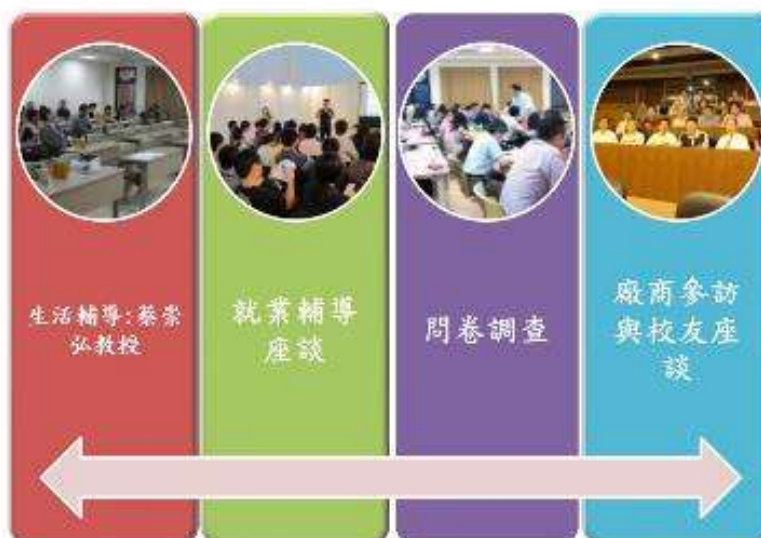 生活輔導:蔡崇
弘教授
就業輔導
座談
問卷調查
廠商參訪
與校友座
談